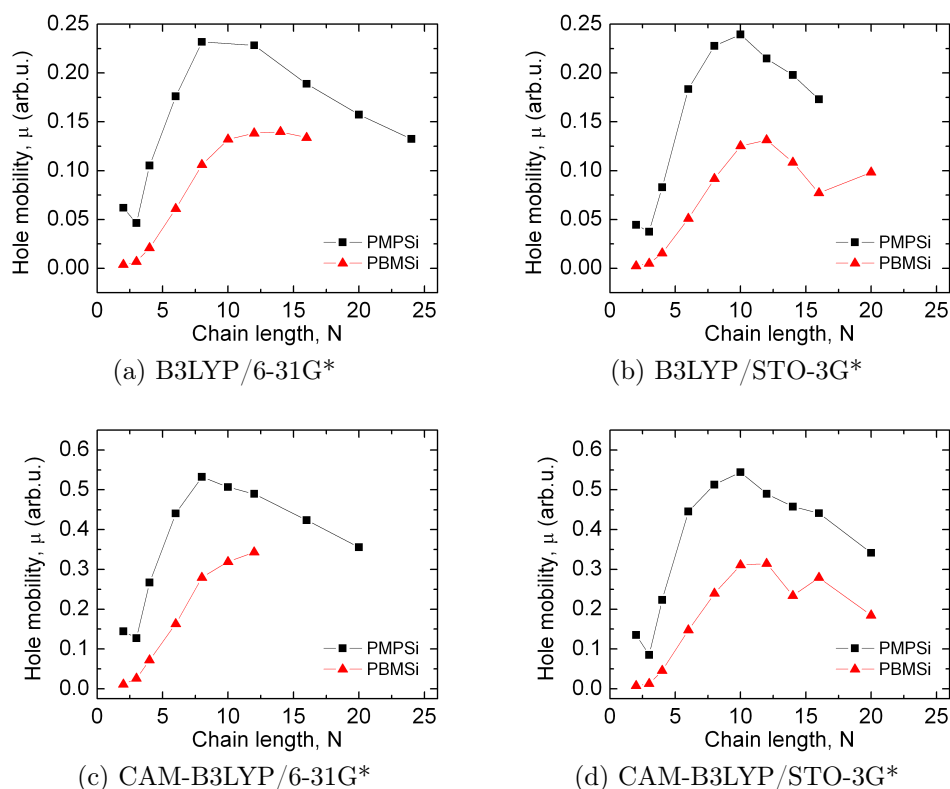 0.25
0.20
0.15
0.10
0.05
0.00
Hole mobility, μ (arb.u.)
PMPSi
PBMSi
0 5 10 15 20 25
Chain length, N
(a) B3LYP/6-31G*
0.25
0.20
0.15
0.10
0.05
0.00
Hole mobility, μ (arb.u.)
PMPSi
PBMSi
0 5 10 15 20 25
Chain length, N
(b) B3LYP/STO-3G*
0.6
0.5
0.4
0.3
0.2
0.1
0.0
Hole mobility, μ (arb.u.)
PMPSi
PBMSi
0 5 10 15 20 25
Chain length, N
(c) CAM-B3LYP/6-31G*
0.6
0.5
0.4
0.3
0.2
0.1
0.0
Hole mobility, μ (arb.u.)
PMPSi
PBMSi
0 5 10 15 20 25
Chain length, N
(d) CAM-B3LYP/STO-3G*